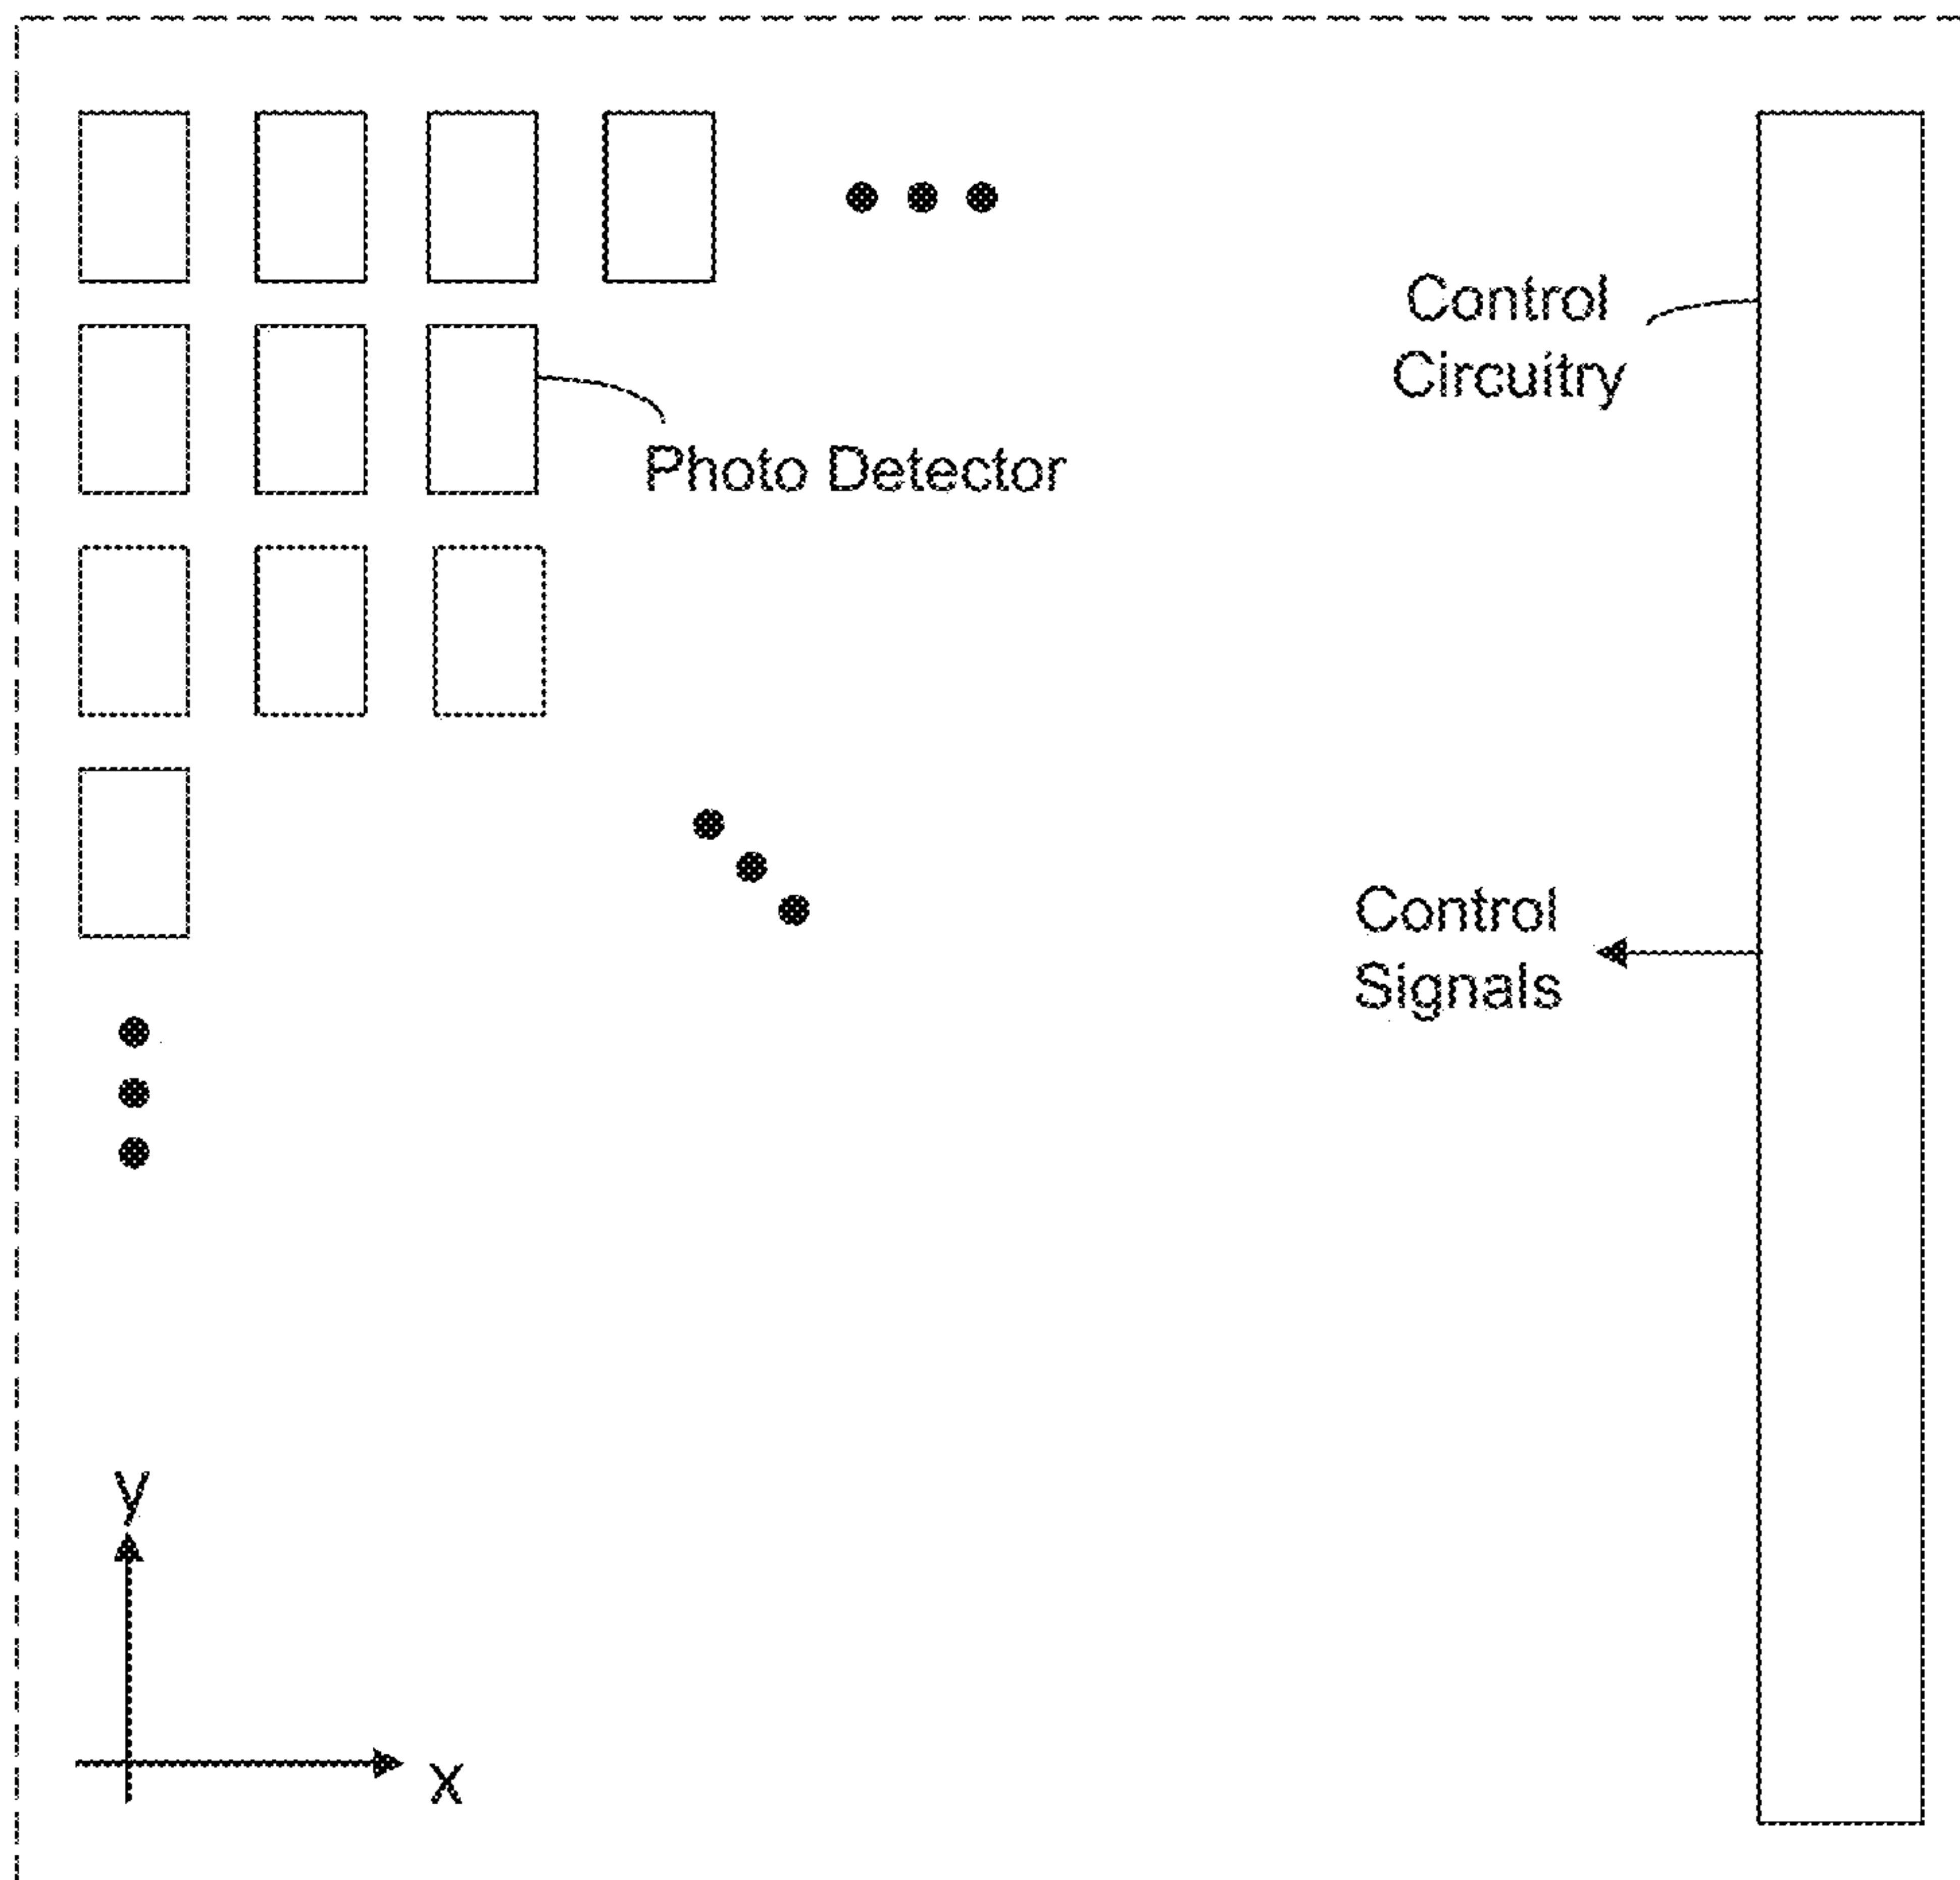 Control
Circuitry
Photo Detector
Control
Signals
y
x